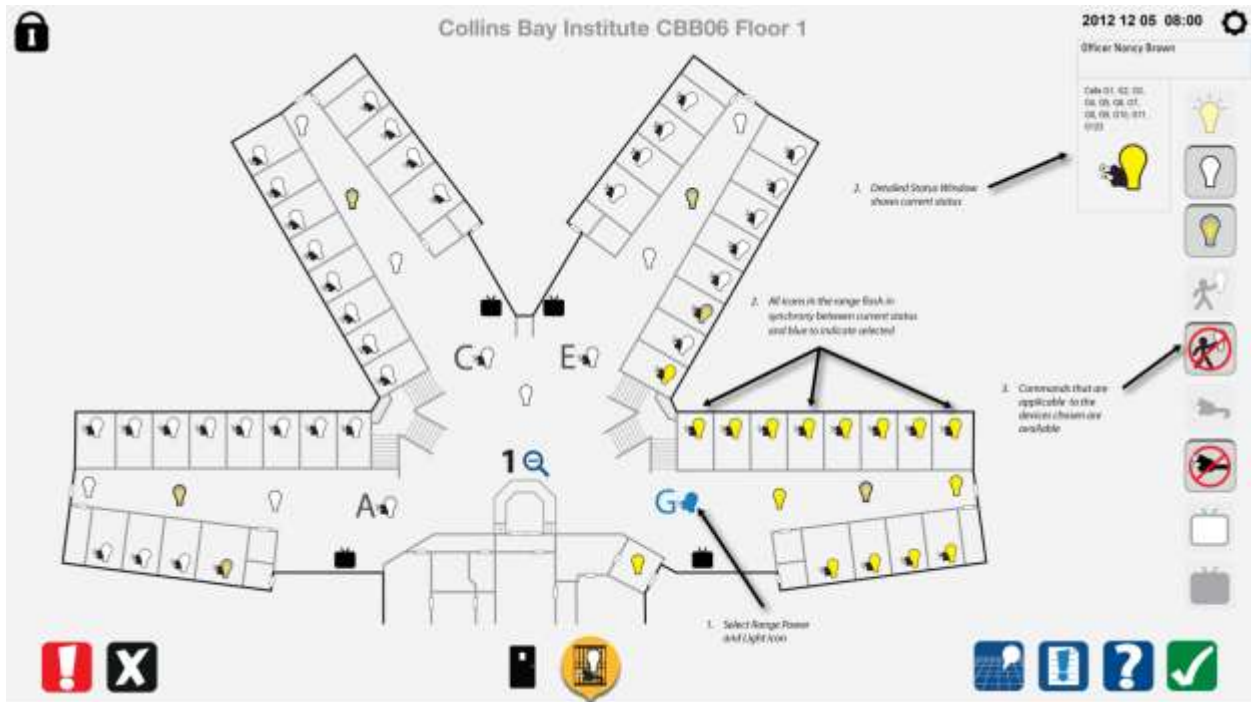 Collins Bay Institute CBB06 Floor 1
2012 12 05 08:00
Officer Nancy Brown
2. Detailed Status Window
shows current status
2. All icons in the range flash in
synchrony between current status
and blue to indicate selected
C
E
3. Commands that are
applicable to the
devices chosen are
available
1
A
G
1. Select Range Power
and Light Icon